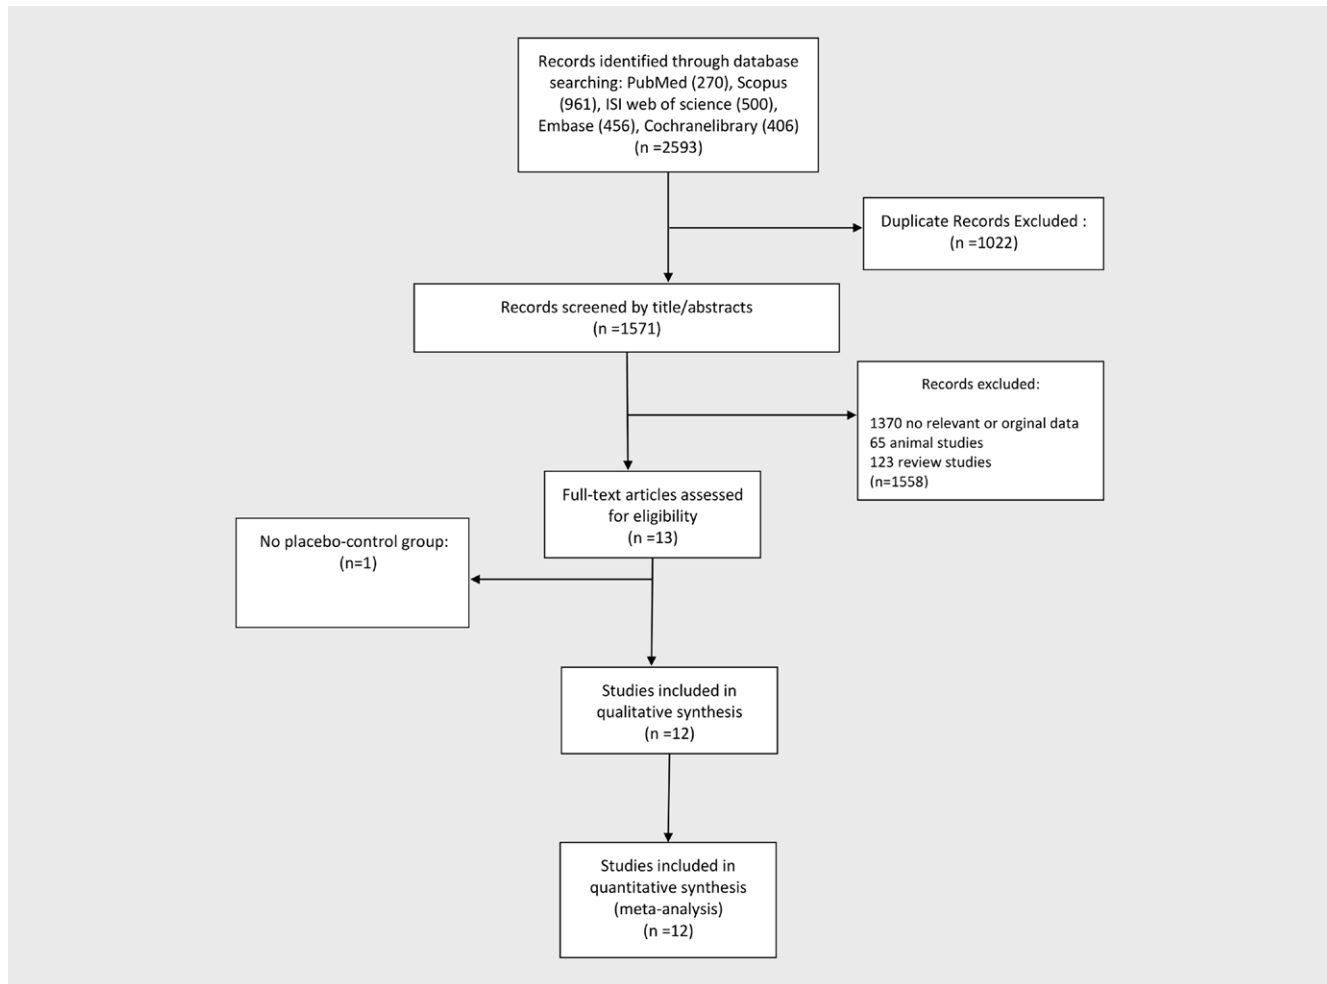 Records identified through database
searching: PubMed (270), Scopus
(961), ISI web of science (500),
Embase (456), Cochranelibrary (406)
(n =2593)
Duplicate Records Excluded :
(n =1022)
Records screened by title/abstracts
(n =1571)
Records excluded:
1370 no relevant or orginal data
65 animal studies
123 review studies
(n=1558)
Full-text articles assessed
for eligibility
(n =13)
No placebo-control group:
(n=1)
Studies included in
qualitative synthesis
(n =12)
Studies included in
quantitative synthesis
(meta-analysis)
(n =12)